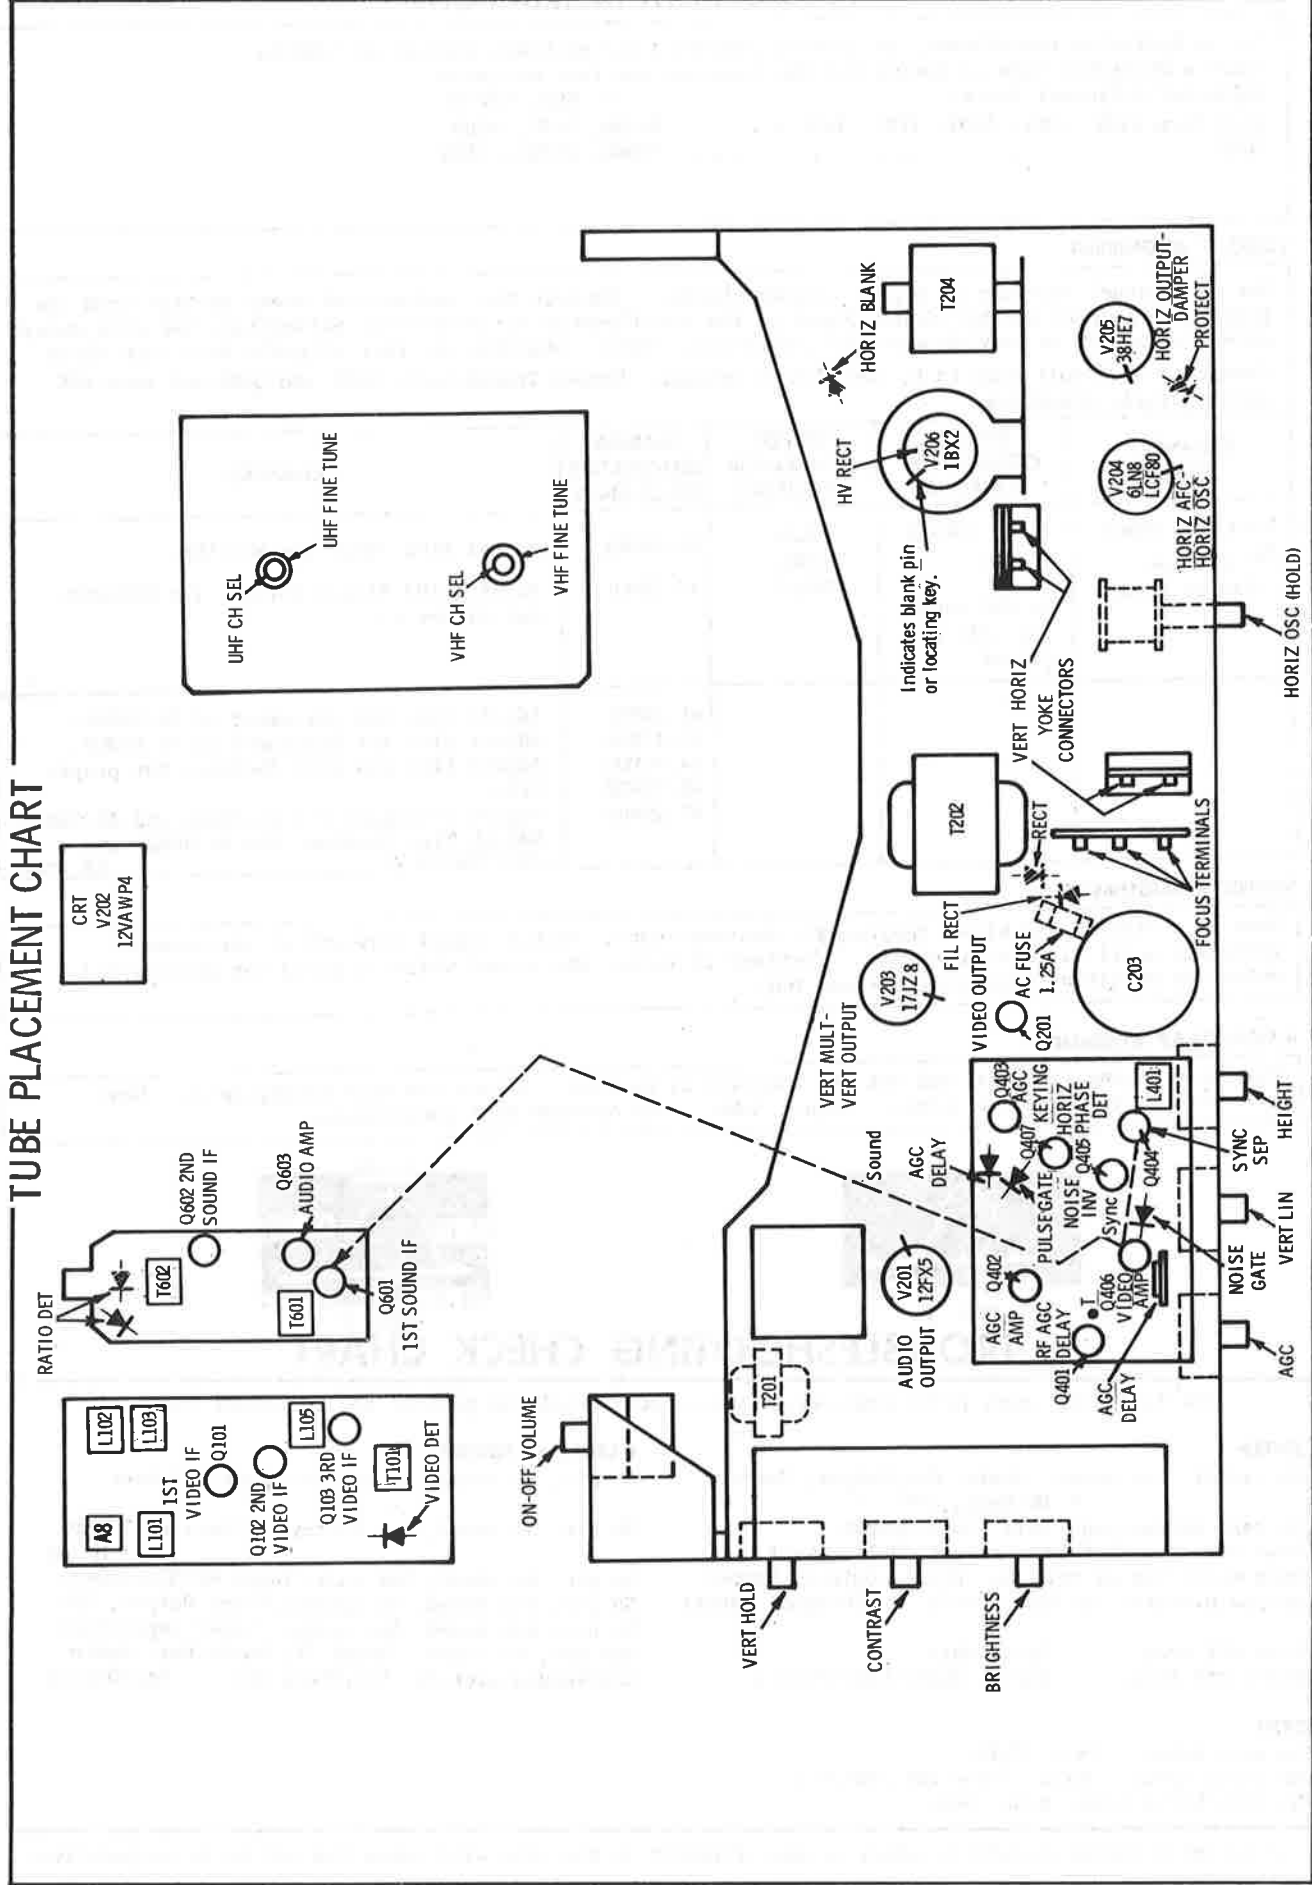 TUBE PLACEMENT CHART
CRT
V202
12VAWP4
RATIO DET
T602
Q602 2ND
SOUND IF
Q603
AUDIO AMP
T601
Q601
1ST SOUND IF
L102
L103
A8
L101
1ST
VIDEO IF
Q101
Q102 2ND
VIDEO IF
L105
Q103 3RD
VIDEO IF
T101
VIDEO DET
UHF CH SEL
UHF FINE TUNE
VHF CH SEL
VHF FINE TUNE
ON-OFF VOLUME
VERT HOLD
CONTRAST
BRIGHTNESS
T201
AUDIO
OUTPUT
V201
12FX5
Sound
VERT MULT-
VERT OUTPUT
V203
17JZ8
VIDEO OUTPUT
Q201
AC FUSE
1.25A
FIL RECT
RECT
T202
C203
FOCUS TERMINALS
VERT HORIZ
YOKE
CONNECTORS
Indicates blank pin
or locating key.
HV RECT
V206
1BX2
HORIZ BLANK
T204
V204
6LN8
LCF80
HORIZ AFC-
HORIZ OSC
V205
38HE7
HORIZ OUTPUT-
DAMPER
PROTECT
HORIZ OSC (HOLD)
AGC
DELAY
Q403
AGC
KEYING
Q407
HORIZ
PHASE
DET
PULSE GATE
Q405
NOISE
INV
Sync
Q404
L401
Q402
AGC
AMP
RF AGC
DELAY
Q401
T
Q406
VIDEO
AMP
AGC
DELAY
NOISE
GATE
SYNC
SEP
HEIGHT
VERT LIN
AGC